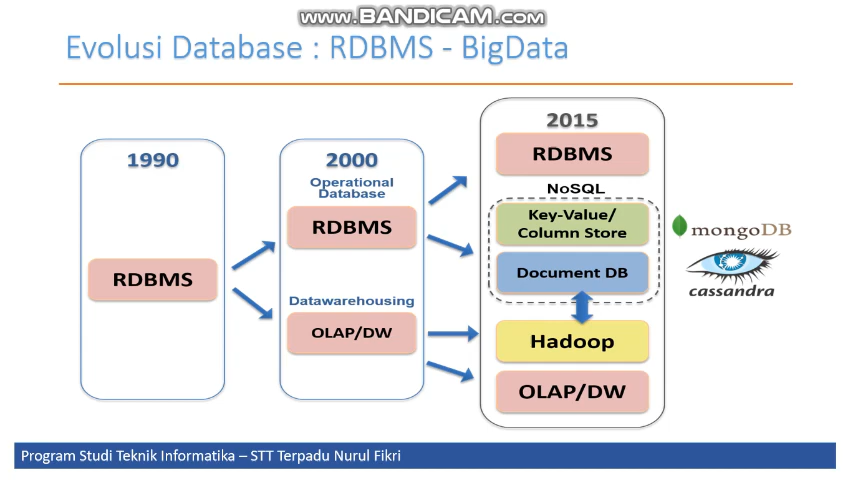 www.BANDICAM.com
Evolusi Database : RDBMS - BigData
1990
RDBMS
2000
Operational
Database
RDBMS
Datawarehousing
OLAP/DW
2015
RDBMS
NoSQL
Key-Value/
Column Store
Document DB
Hadoop
OLAP/DW
mongoDB
cassandra
Program Studi Teknik Informatika – STT Terpadu Nurul Fikri